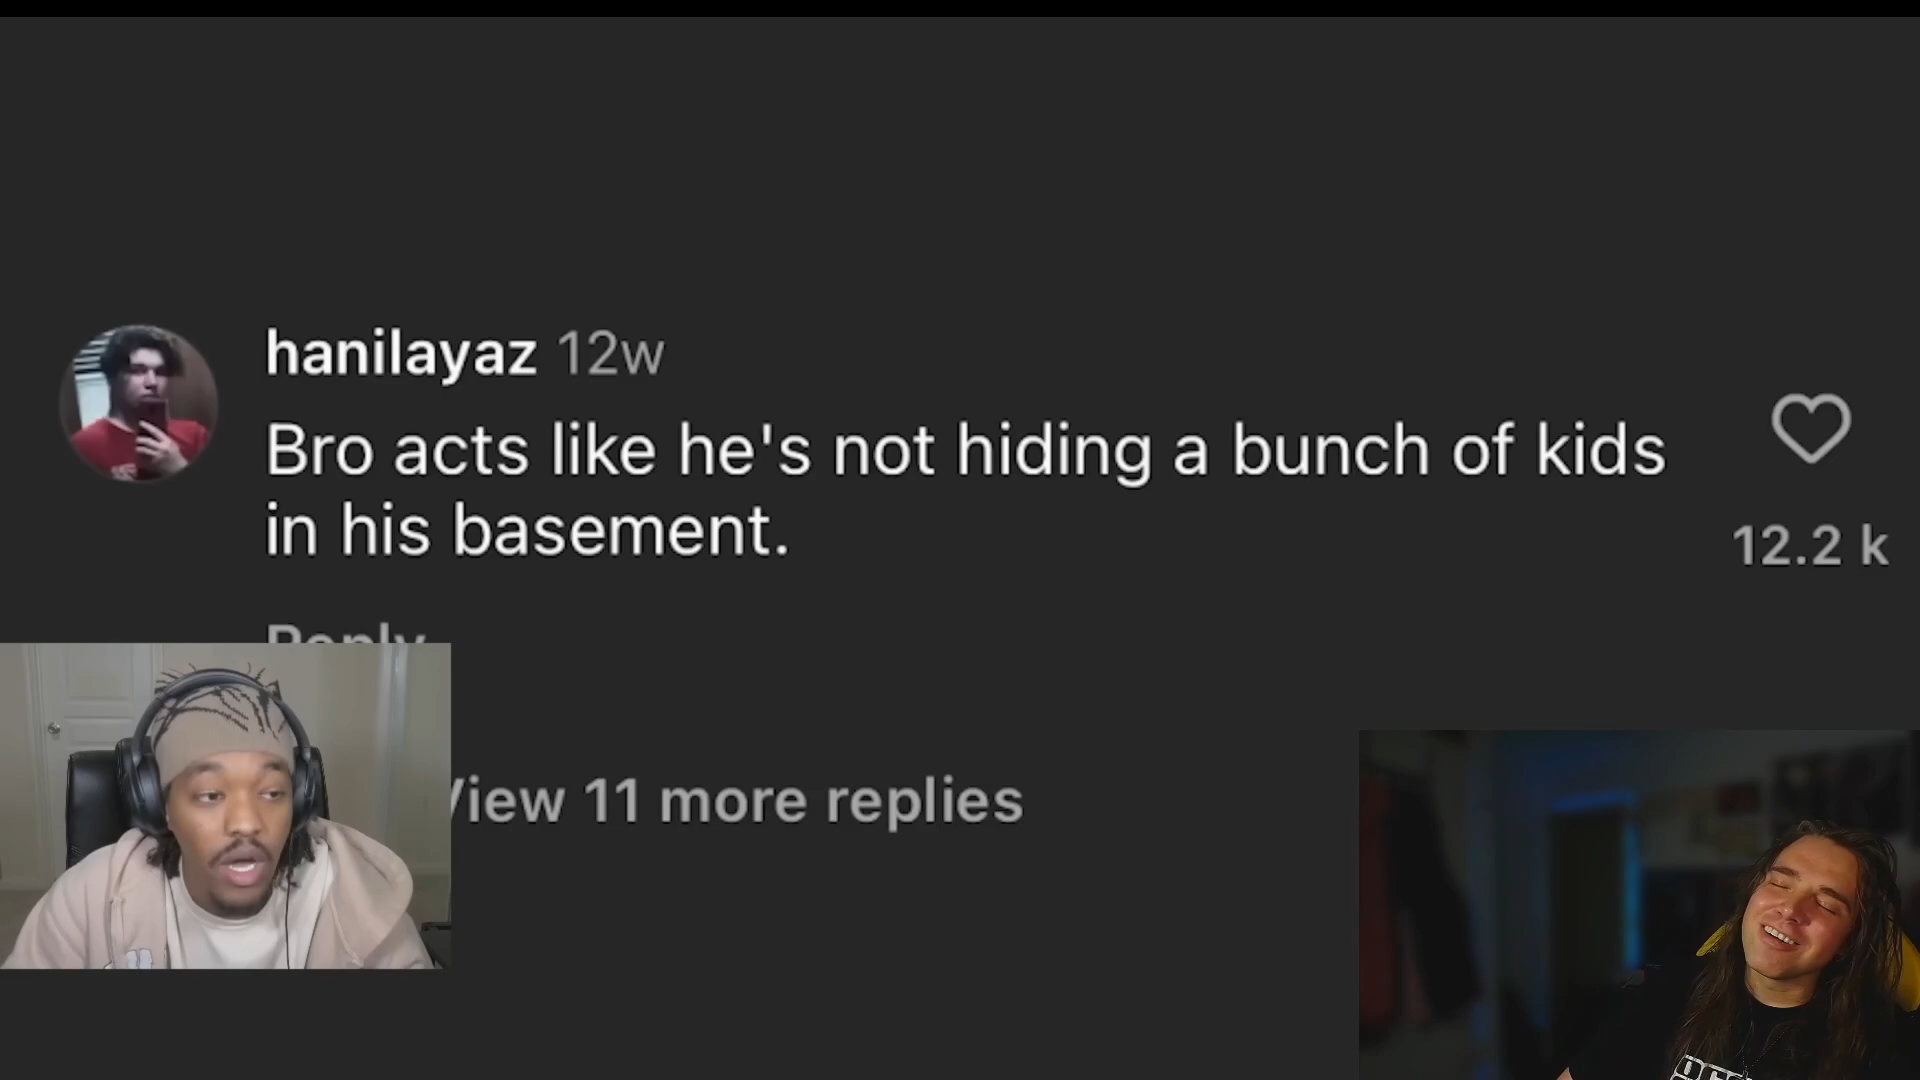 hanilayaz 12w
Bro acts like he's not hiding a bunch of kids
in his basement.
12.2 k
Reply
View 11 more replies